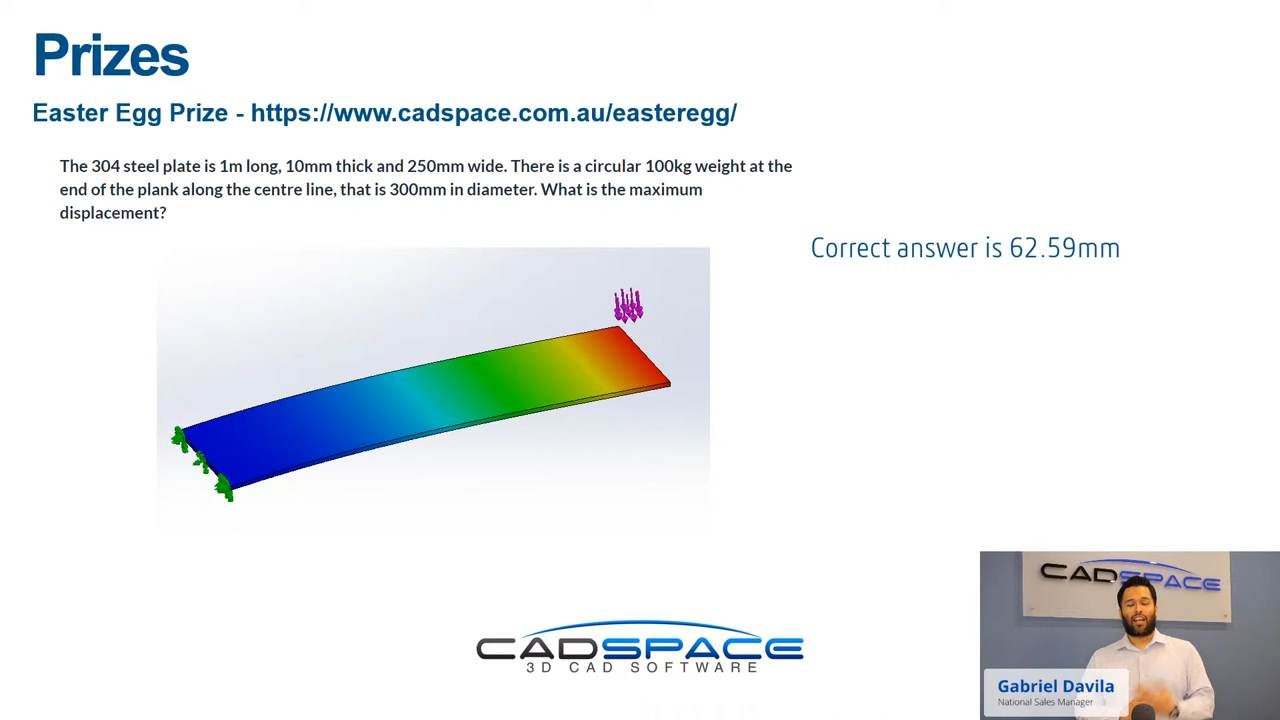 Prizes
Easter Egg Prize - https://www.cadspace.com.au/easteregg/
The 304 steel plate is 1m long, 10mm thick and 250mm wide. There is a circular 100kg weight at the
end of the plank along the centre line, that is 300mm in diameter. What is the maximum
displacement?
Correct answer is 62.59mm
CADSPACE
3D CAD SOFTWARE
CADSPACE
Gabriel Davila
National Sales Manager